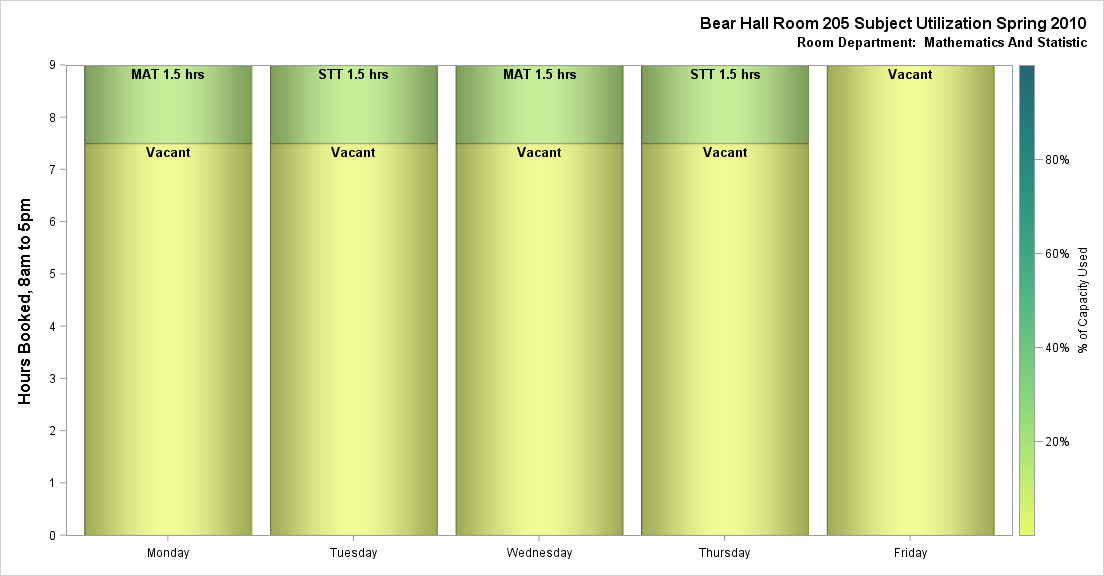 Bear Hall Room 205 Subject Utilization Spring 2010
Room Department: Mathematics And Statistic
Hours Booked, 8am to 5pm
9
8
7
6
5
4
3
2
1
0
MAT 1.5 hrs
STT 1.5 hrs
MAT 1.5 hrs
STT 1.5 hrs
Vacant
Vacant
Vacant
Vacant
Vacant
Monday
Tuesday
Wednesday
Thursday
Friday
80%
60%
40%
20%
% of Capacity Used